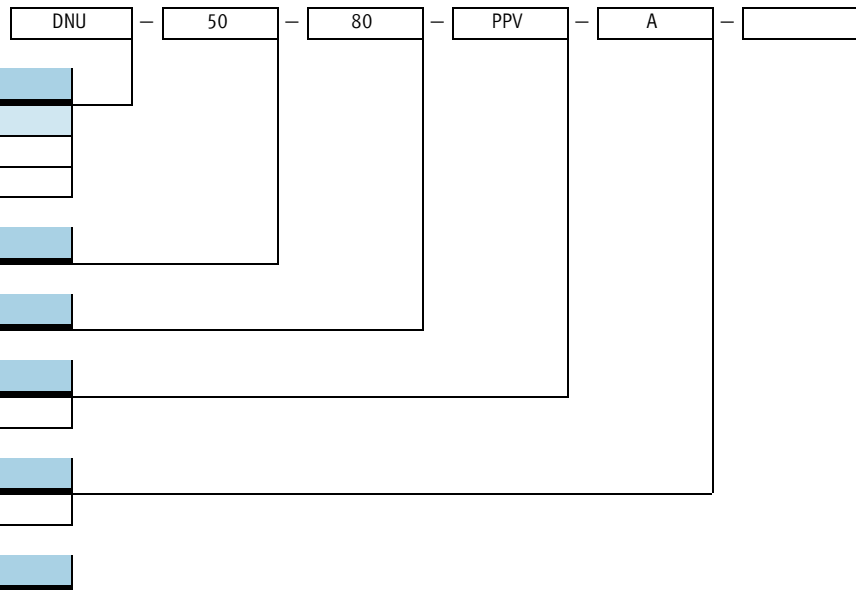 DNU – 50 – 80 – PPV – A –